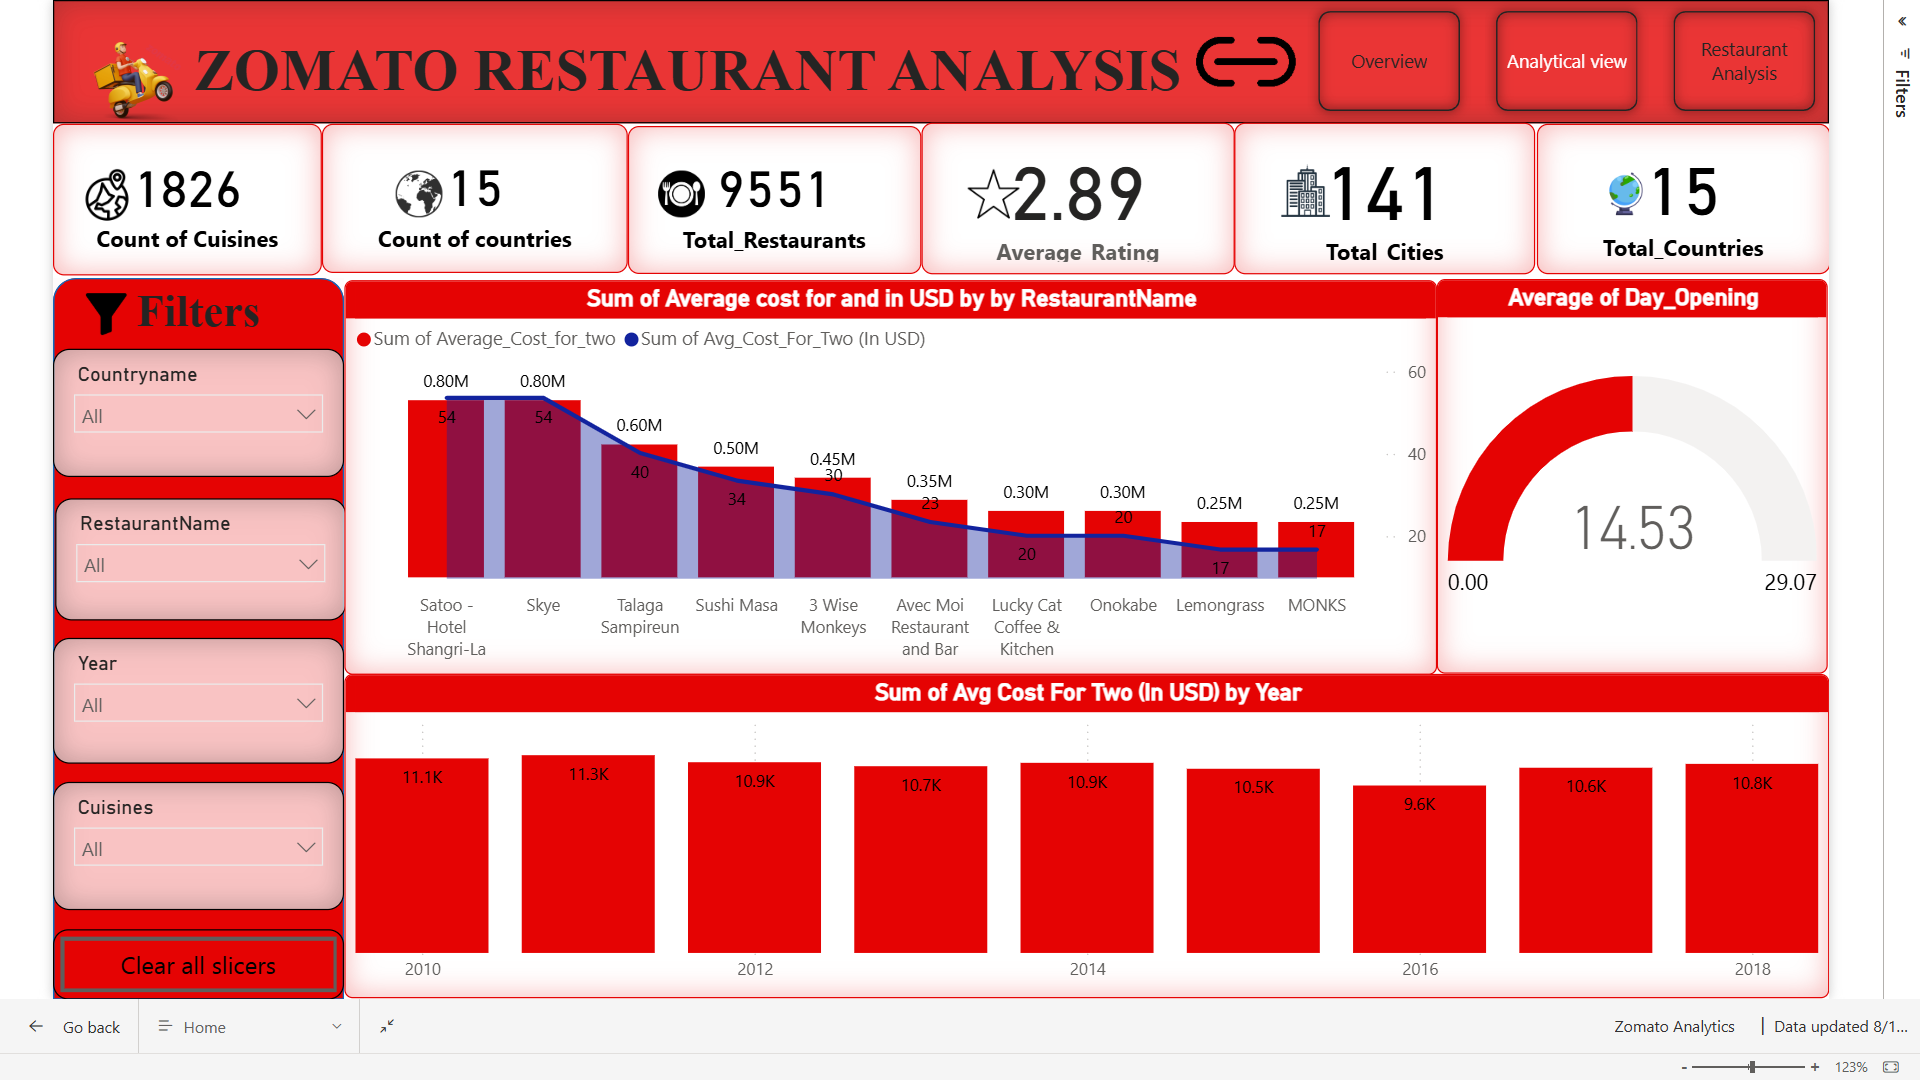 ZOMATO RESTAURANT ANALYSIS
Overview
Analytical view
Restaurant
Analysis
«
Filters
1826
Count of Cuisines
15
Count of countries
9551
Total_Restaurants
2.89
Average Rating
141
Total Cities
15
Total_Countries
Filters
Countryname
All
RestaurantName
All
Year
All
Cuisines
All
Clear all slicers
Sum of Average cost for and in USD by by RestaurantName
Sum of Average_Cost_for_two
Sum of Avg_Cost_For_Two (In USD)
0.80M
0.80M
0.60M
0.50M
0.45M
0.35M
0.30M
0.30M
0.25M
0.25M
54
54
40
34
30
23
20
20
17
17
60
40
20
Satoo -
Hotel
Shangri-La
Skye
Talaga
Sampireun
Sushi Masa
3 Wise
Monkeys
Avec Moi
Restaurant
and Bar
Lucky Cat
Coffee &
Kitchen
Onokabe
Lemongrass
MONKS
Average of Day_Opening
14.53
0.00
29.07
Sum of Avg Cost For Two (In USD) by Year
11.1K
11.3K
10.9K
10.7K
10.9K
10.5K
9.6K
10.6K
10.8K
2010
2012
2014
2016
2018
Go back
Home
Zomato Analytics
| Data updated 8/1...
-
+
123%